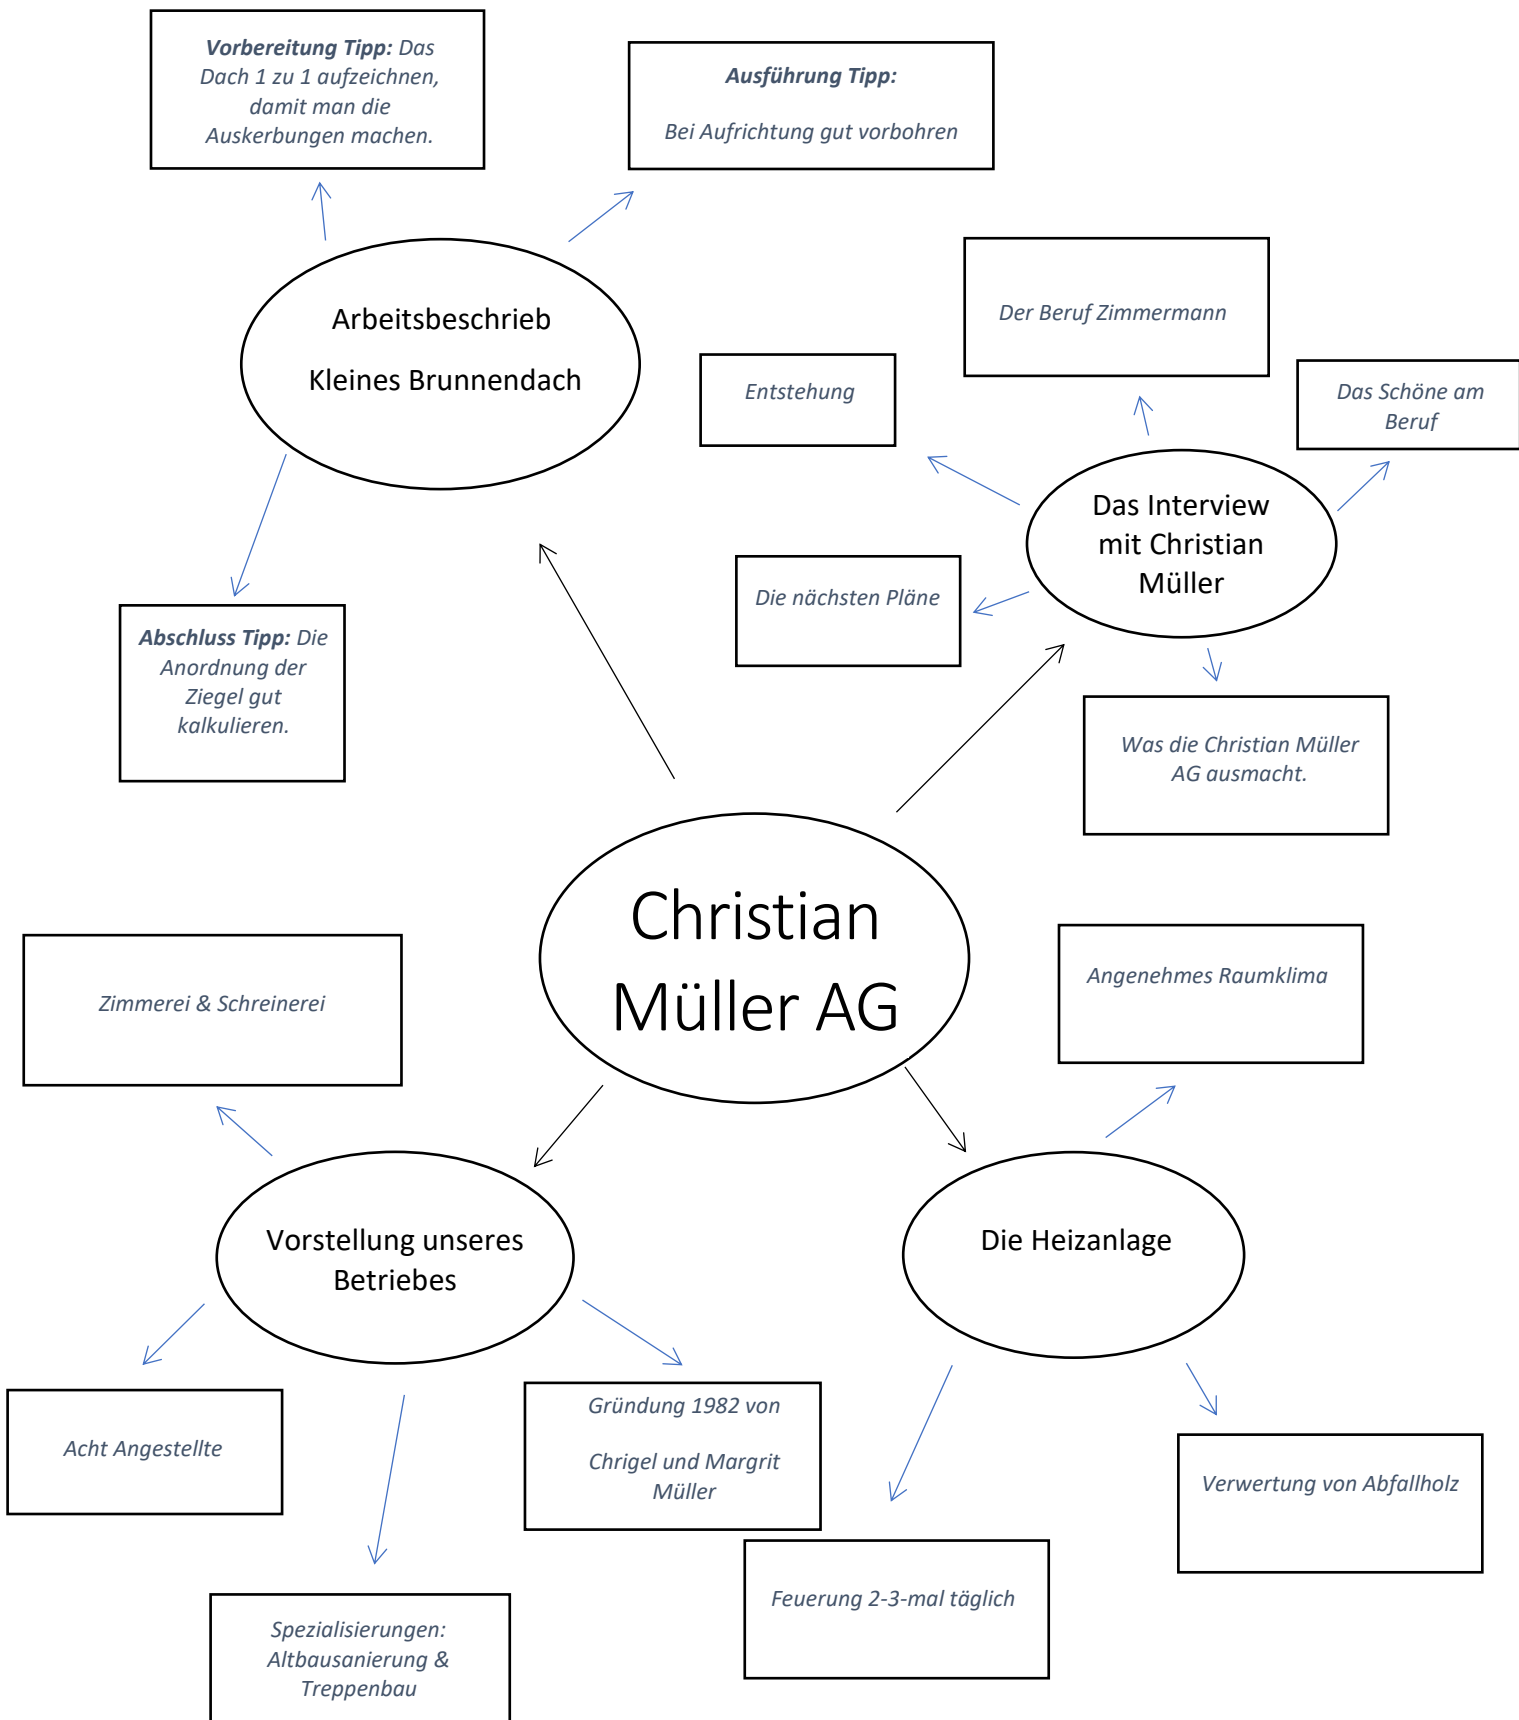 Vorbereitung Tipp: Das
Dach 1 zu 1 aufzeichnen,
damit man die
Auskerbungen machen.
Ausführung Tipp:
Bei Aufrichtung gut vorbohren
Arbeitsbeschrieb
Kleines Brunnendach
Der Beruf Zimmermann
Entstehung
Das Schöne am
Beruf
Das Interview
mit Christian
Müller
Die nächsten Pläne
Abschluss Tipp: Die
Anordnung der
Ziegel gut
kalkulieren.
Was die Christian Müller
AG ausmacht.
Christian
Müller AG
Zimmerei & Schreinerei
Angenehmes Raumklima
Vorstellung unseres
Betriebes
Die Heizanlage
Acht Angestellte
Gründung 1982 von
Chrigel und Margrit
Müller
Verwertung von Abfallholz
Feuerung 2-3-mal täglich
Spezialisierungen:
Altbausanierung &
Treppenbau